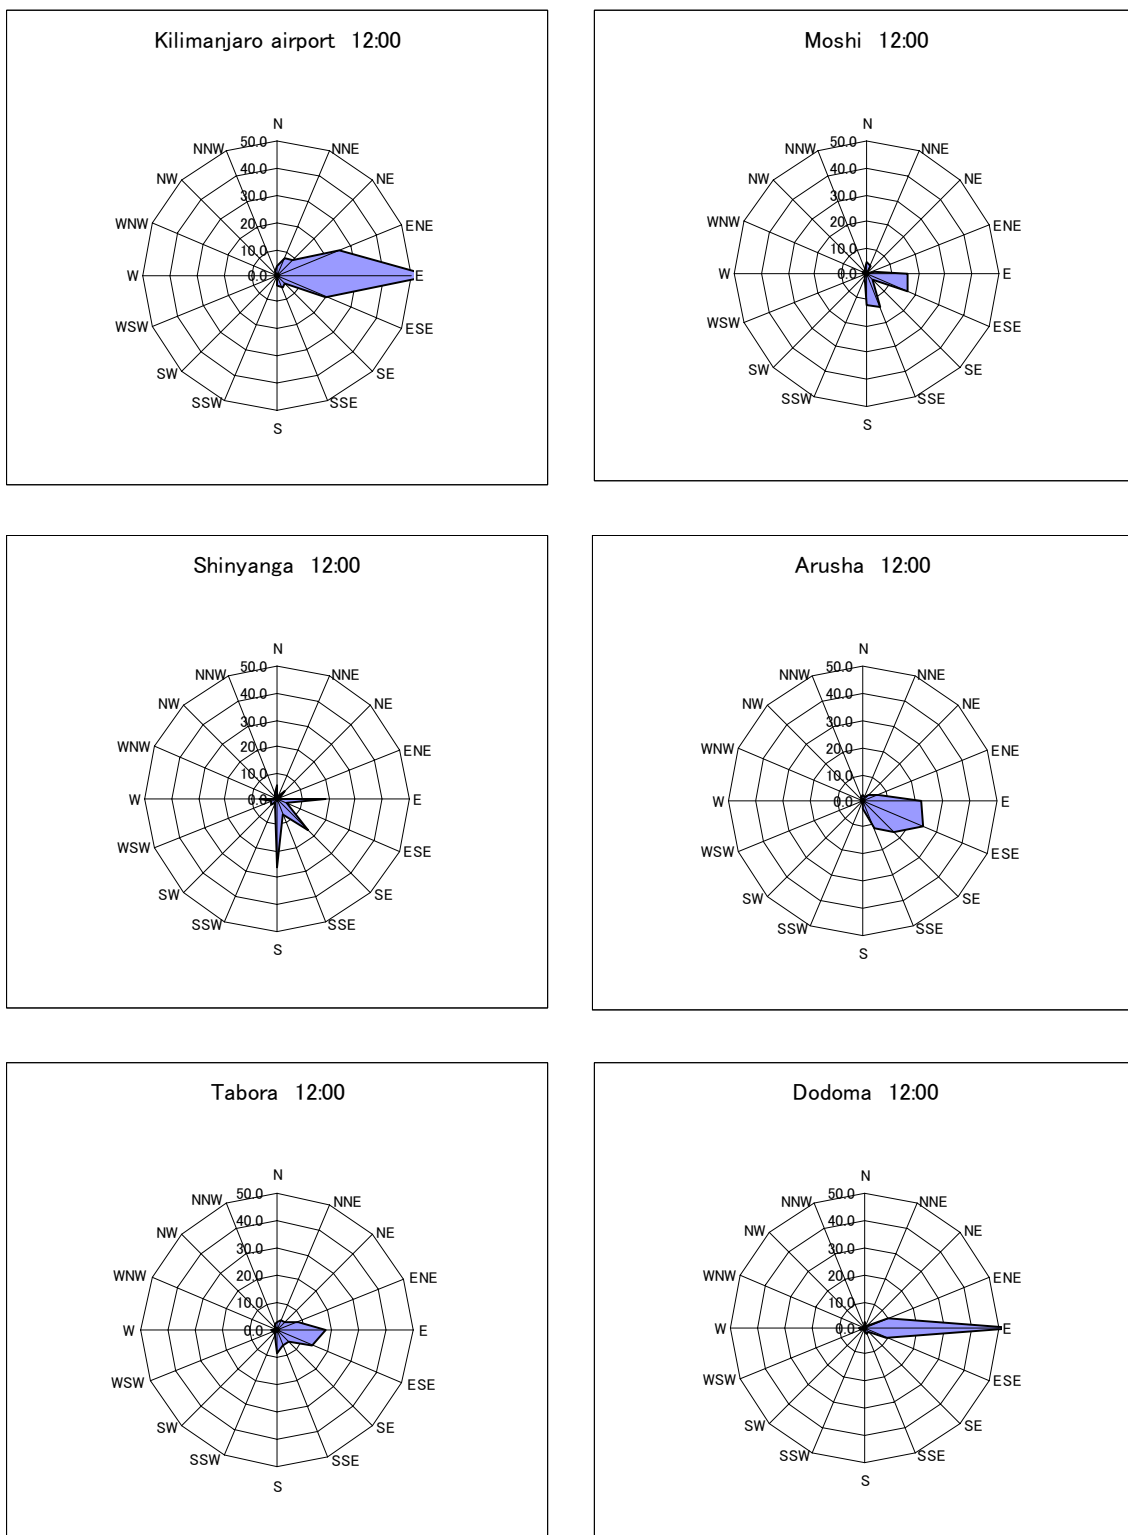 Kilimanjaro airport 12:00
N
50.0
NNW
NNE
40.0
NW
NE
30.0
WNW
ENE
20.0
10.0
W
0.0
E
WSW
ESE
SW
SE
SSW
SSE
S
Moshi 12:00
N
50.0
NNW
NNE
40.0
NW
NE
30.0
WNW
ENE
20.0
10.0
W
0.0
E
WSW
ESE
SW
SE
SSW
SSE
S
Shinyanga 12:00
N
50.0
NNW
NNE
40.0
NW
NE
30.0
WNW
ENE
20.0
10.0
W
0.0
E
WSW
ESE
SW
SE
SSW
SSE
S
Arusha 12:00
N
50.0
NNW
NNE
40.0
NW
NE
30.0
WNW
ENE
20.0
10.0
W
0.0
E
WSW
ESE
SW
SE
SSW
SSE
S
Tabora 12:00
N
50.0
NNW
NNE
40.0
NW
NE
30.0
WNW
ENE
20.0
10.0
W
0.0
E
WSW
ESE
SW
SE
SSW
SSE
S
Dodoma 12:00
N
50.0
NNW
NNE
40.0
NW
NE
30.0
WNW
ENE
20.0
10.0
W
0.0
E
WSW
ESE
SW
SE
SSW
SSE
S